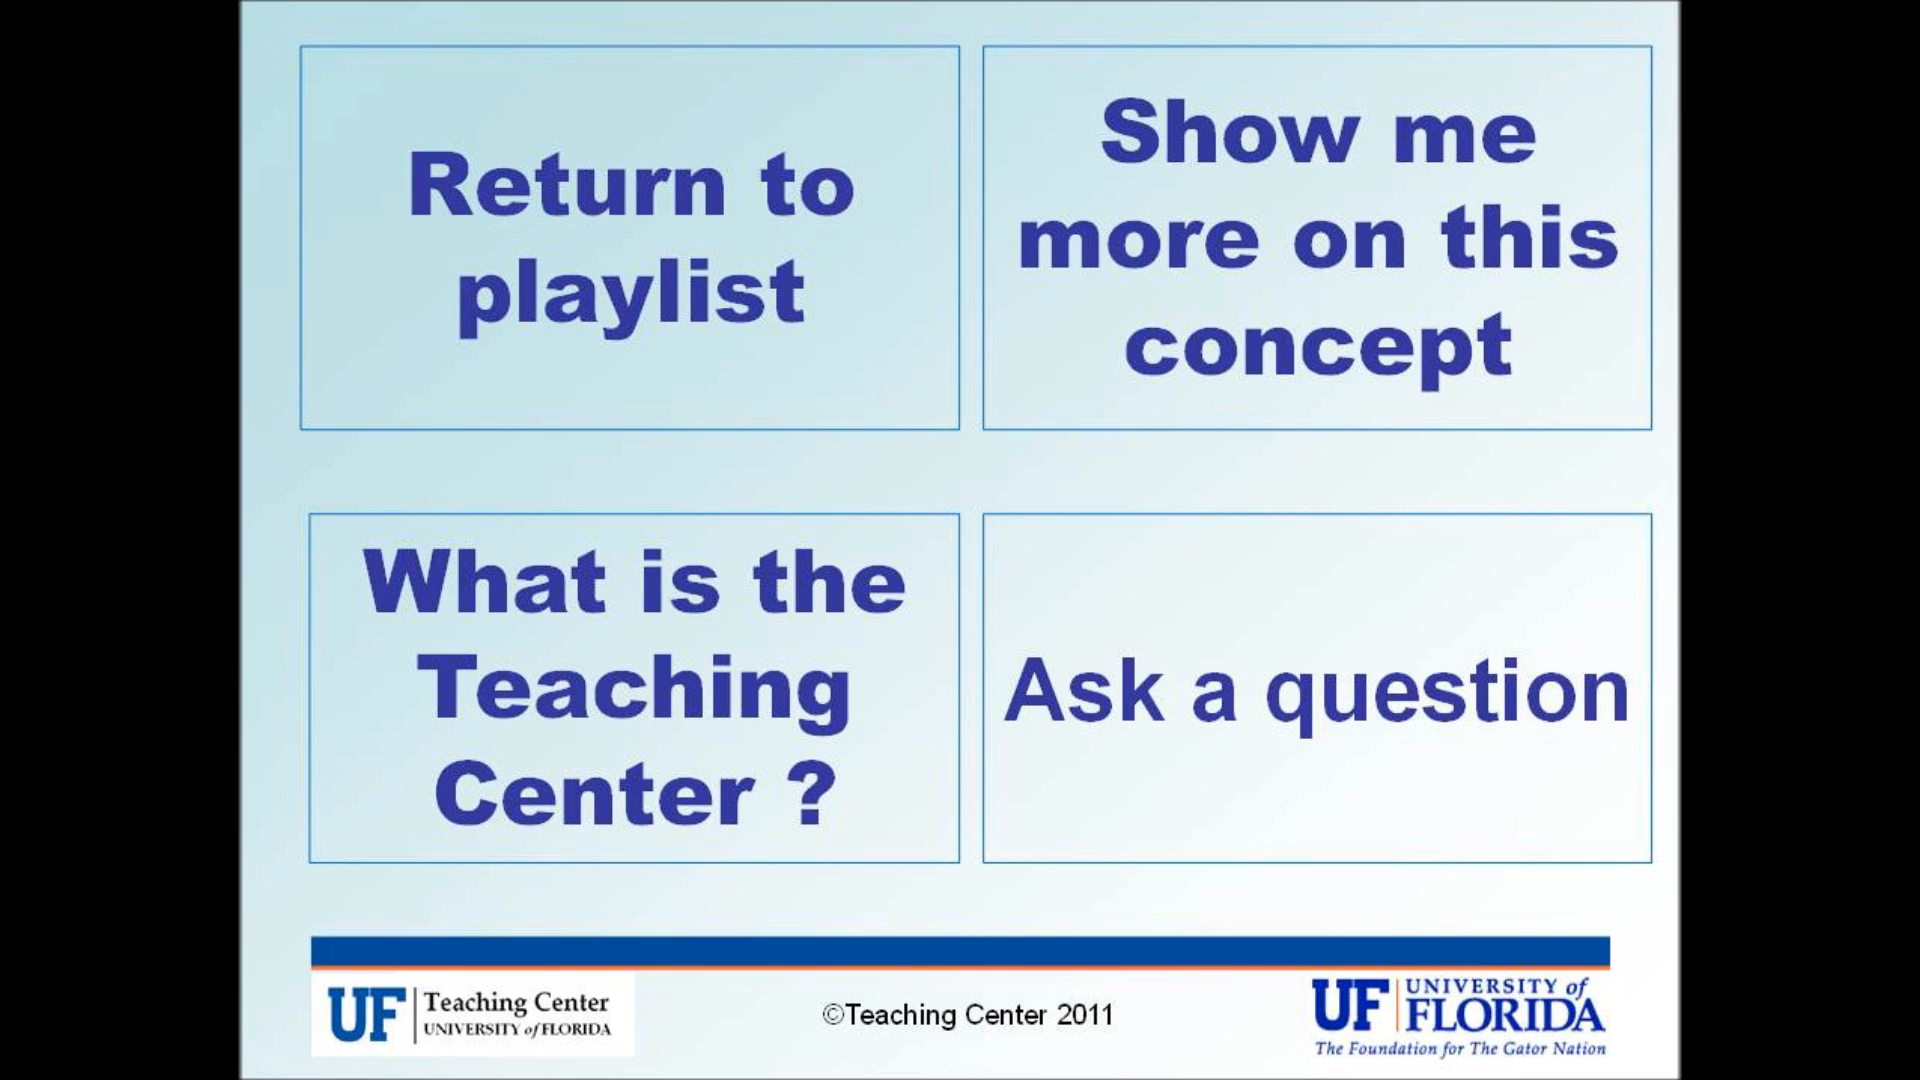 Return to
playlist
Show me
more on this
concept
What is the
Teaching
Center ?
Ask a question
UF Teaching Center
UNIVERSITY of FLORIDA
©Teaching Center 2011
UF UNIVERSITY of
FLORIDA
The Foundation for The Gator Nation